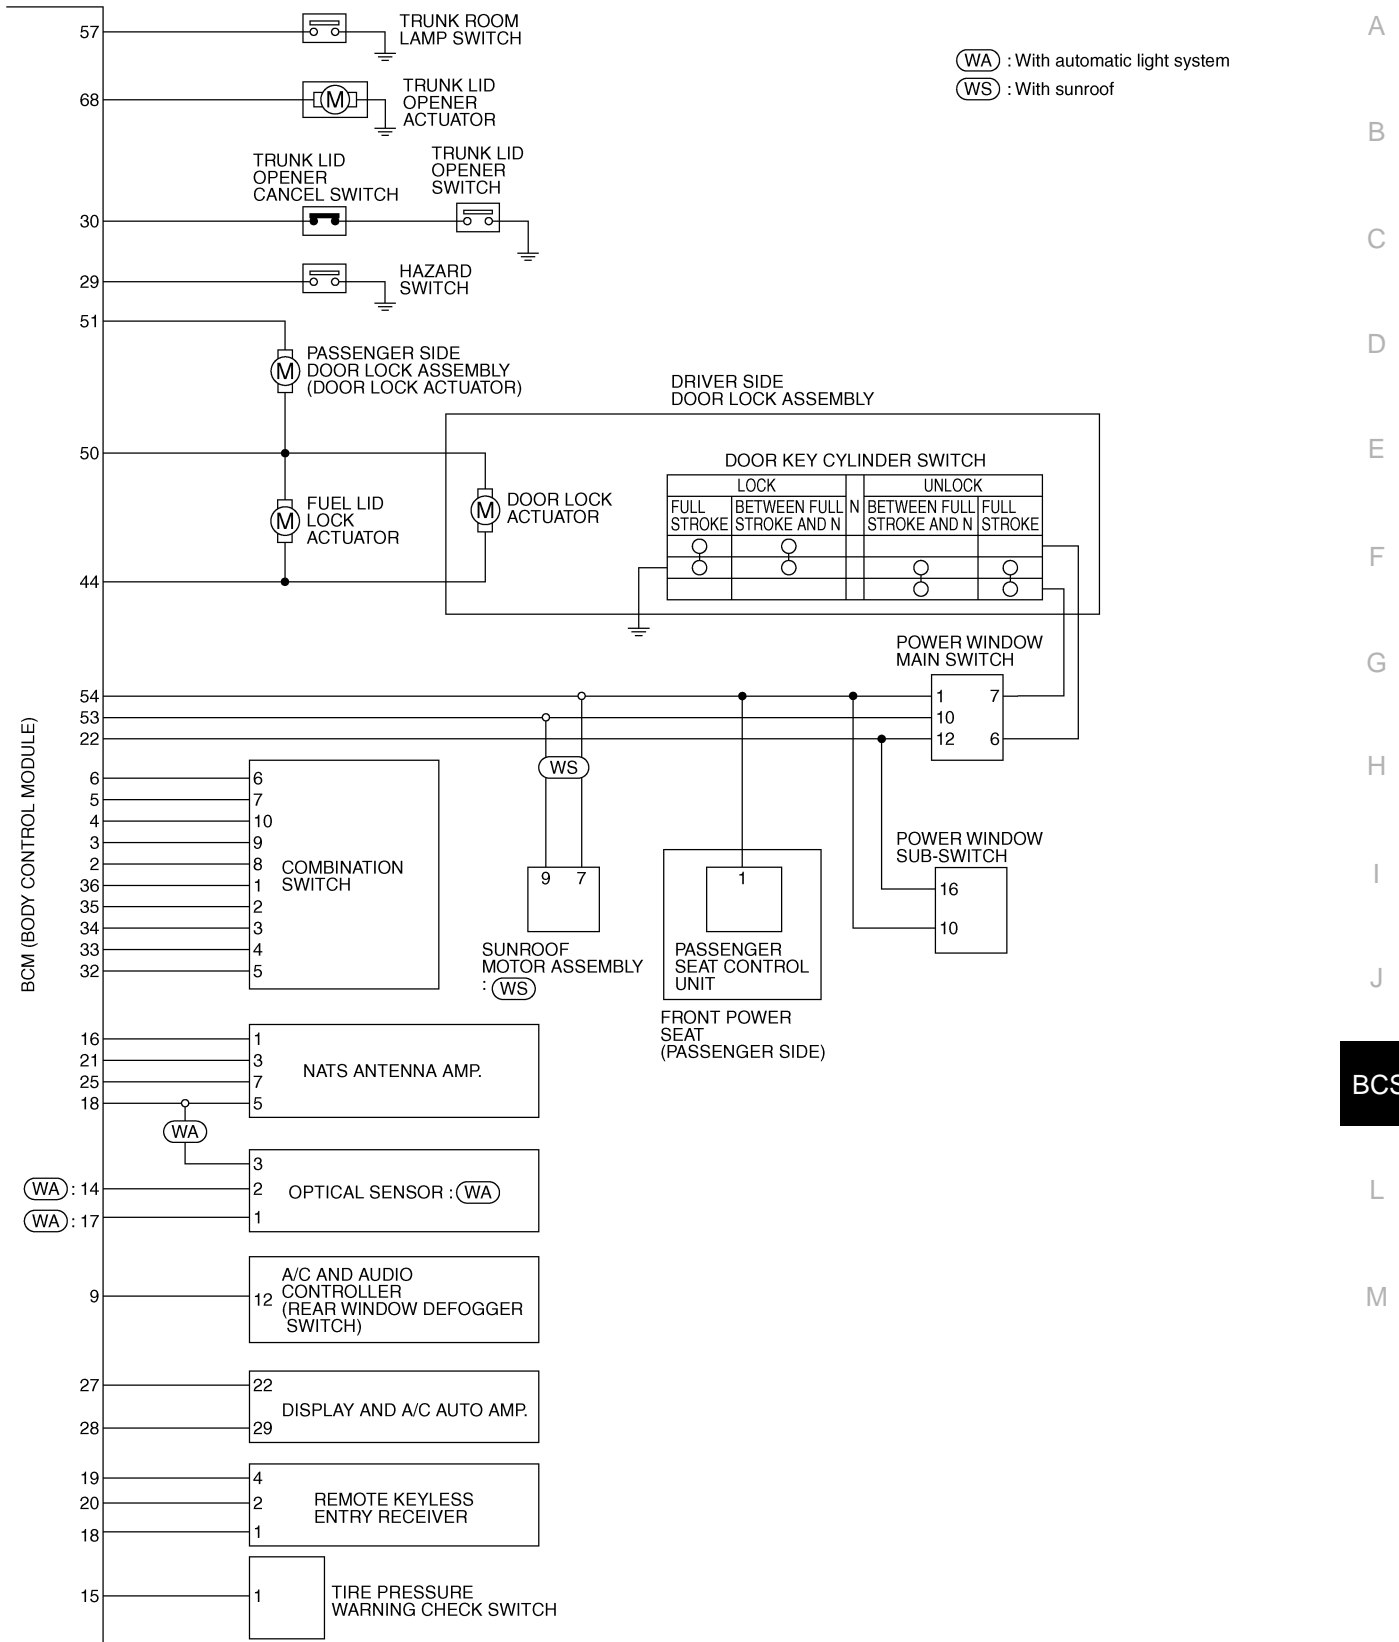 A
B
C
D
E
F
G
H
I
J
BCS
L
M
WA : With automatic light system
WS : With sunroof
BCM (BODY CONTROL MODULE)
57
TRUNK ROOM
LAMP SWITCH
68
M
TRUNK LID
OPENER
ACTUATOR
TRUNK LID
OPENER
CANCEL SWITCH
TRUNK LID
OPENER
SWITCH
30
29
HAZARD
SWITCH
51
M
PASSENGER SIDE
DOOR LOCK ASSEMBLY
(DOOR LOCK ACTUATOR)
50
M
FUEL LID
LOCK
ACTUATOR
44
DRIVER SIDE
DOOR LOCK ASSEMBLY
M
DOOR LOCK
ACTUATOR
DOOR KEY CYLINDER SWITCH
LOCK
N
UNLOCK
FULL
STROKE
BETWEEN FULL
STROKE AND N
BETWEEN FULL
STROKE AND N
FULL
STROKE
POWER WINDOW
MAIN SWITCH
54
1
7
53
10
22
12
6
WS
9
7
SUNROOF
MOTOR ASSEMBLY
: WS
1
PASSENGER
SEAT CONTROL
UNIT
FRONT POWER
SEAT
(PASSENGER SIDE)
POWER WINDOW
SUB-SWITCH
16
10
6
6
5
7
4
10
3
9
2
8
36
1
35
2
34
3
33
4
32
5
COMBINATION
SWITCH
16
1
21
3
25
7
18
5
NATS ANTENNA AMP.
WA
3
WA : 14
2
WA : 17
1
OPTICAL SENSOR : WA
9
12
A/C AND AUDIO
CONTROLLER
(REAR WINDOW DEFOGGER
SWITCH)
27
22
28
29
DISPLAY AND A/C AUTO AMP.
19
4
20
2
18
1
REMOTE KEYLESS
ENTRY RECEIVER
15
1
TIRE PRESSURE
WARNING CHECK SWITCH